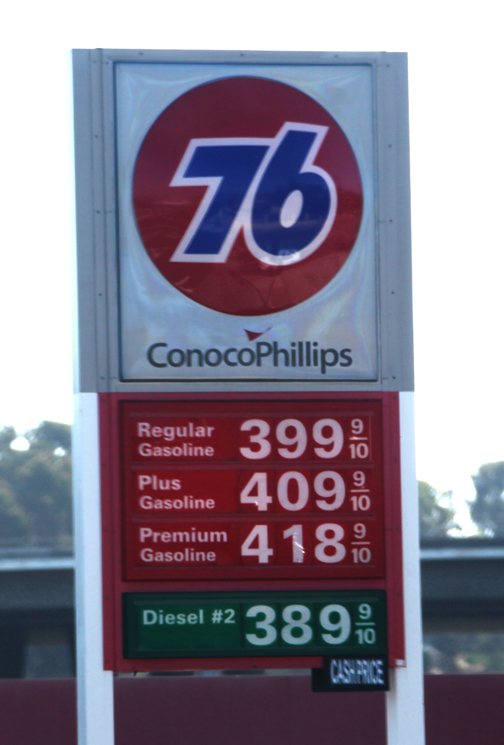 76
ConocoPhillips
Regular
Gasoline 399 9/10
Plus
Gasoline 409 9/10
Premium
Gasoline 418 9/10
Diesel #2 389 9/10
CASH PRICE